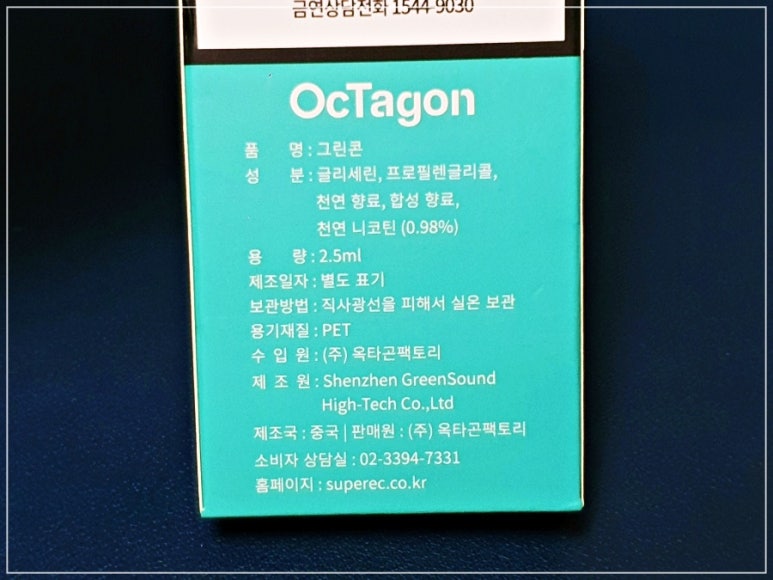 금연상담전화 1544-9030
OcTagon
품 명 : 그린콘
성 분 : 글리세린, 프로필렌글리콜,
천연 향료, 합성 향료,
천연 니코틴 (0.98%)
용 량 : 2.5ml
제조일자 : 별도 표기
보관방법 : 직사광선을 피해서 실온 보관
용기재질 : PET
수 입 원 : (주) 옥타곤팩토리
제 조 원 : Shenzhen GreenSound
High-Tech Co.,Ltd
제조국 : 중국 | 판매원 : (주) 옥타곤팩토리
소비자 상담실 : 02-3394-7331
홈페이지 : superec.co.kr